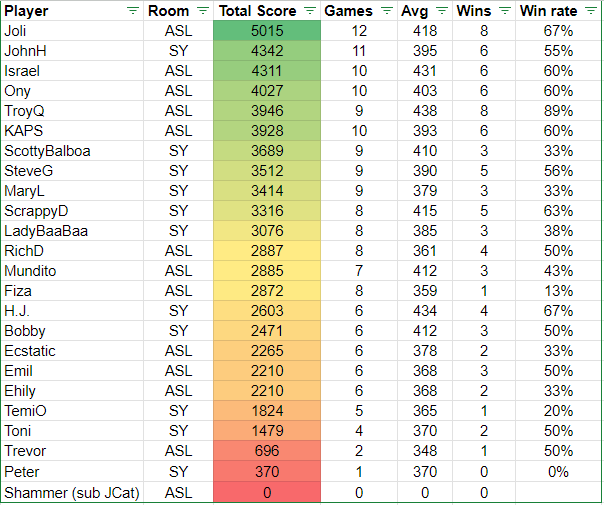 Player Room Total Score Games Avg Wins Win rate
Joli ASL 5015 12 418 8 67%
JohnH SY 4342 11 395 6 55%
Israel ASL 4311 10 431 6 60%
Ony ASL 4027 10 403 6 60%
TroyQ ASL 3946 9 438 8 89%
KAPS ASL 3928 10 393 6 60%
ScottyBalboa SY 3689 9 410 3 33%
SteveG SY 3512 9 390 5 56%
MaryL SY 3414 9 379 3 33%
ScrappyD SY 3316 8 415 5 63%
LadyBaaBaa SY 3076 8 385 3 38%
RichD ASL 2887 8 361 4 50%
Mundito ASL 2885 7 412 3 43%
Fiza ASL 2872 8 359 1 13%
H.J. SY 2603 6 434 4 67%
Bobby SY 2471 6 412 3 50%
Ecstatic ASL 2265 6 378 2 33%
Emil ASL 2210 6 368 3 50%
Ehily ASL 2210 6 368 2 33%
TemiO SY 1824 5 365 1 20%
Toni SY 1479 4 370 2 50%
Trevor ASL 696 2 348 1 50%
Peter SY 370 1 370 0 0%
Shammer (sub JCat) ASL 0 0 0 0